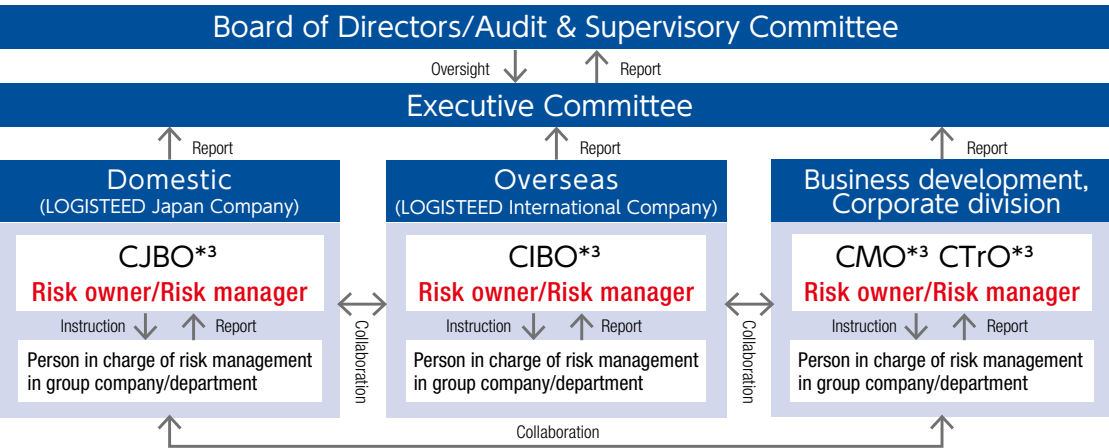 Board of Directors/Audit & Supervisory Committee
Oversight
Report
Executive Committee
Report
Report
Report
Domestic
(LOGISTEED Japan Company)
Overseas
(LOGISTEED International Company)
Business development,
Corporate division
CJBO*³
Risk owner/Risk manager
Instruction
Report
Person in charge of risk management
in group company/department
Collaboration
CIBO*³
Risk owner/Risk manager
Instruction
Report
Person in charge of risk management
in group company/department
Collaboration
CMO*³ CTrO*³
Risk owner/Risk manager
Instruction
Report
Person in charge of risk management
in group company/department
Collaboration